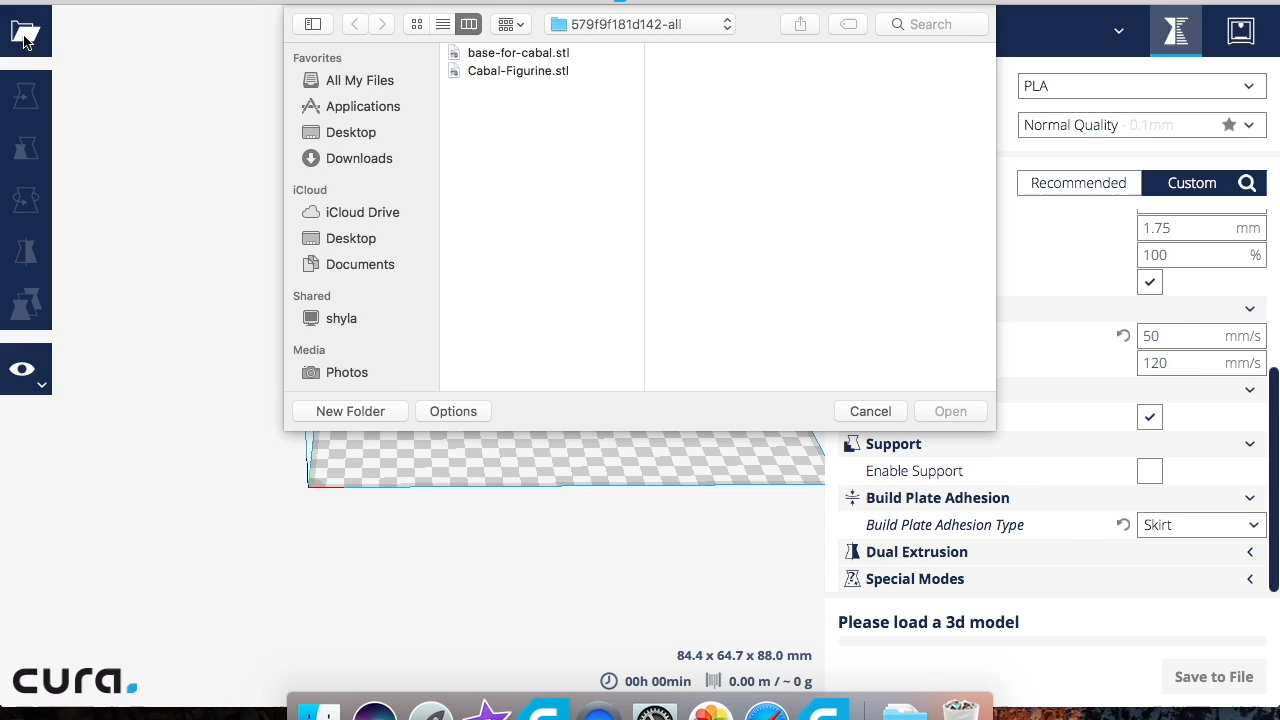 579f9f181d142-all
Search
Favorites
All My Files
Applications
Desktop
Downloads
iCloud
iCloud Drive
Desktop
Documents
Shared
shyla
Media
Photos
base-for-cabal.stl
Cabal-Figurine.stl
New Folder
Options
Cancel
Open
PLA
Normal Quality - 0.1mm
Recommended
Custom
1.75 mm
100 %
50 mm/s
120 mm/s
Support
Enable Support
Build Plate Adhesion
Build Plate Adhesion Type
Skirt
Dual Extrusion
Special Modes
Please load a 3d model
84.4 x 64.7 x 88.0 mm
00h 00min
0.00 m / ~ 0 g
Save to File
cura.